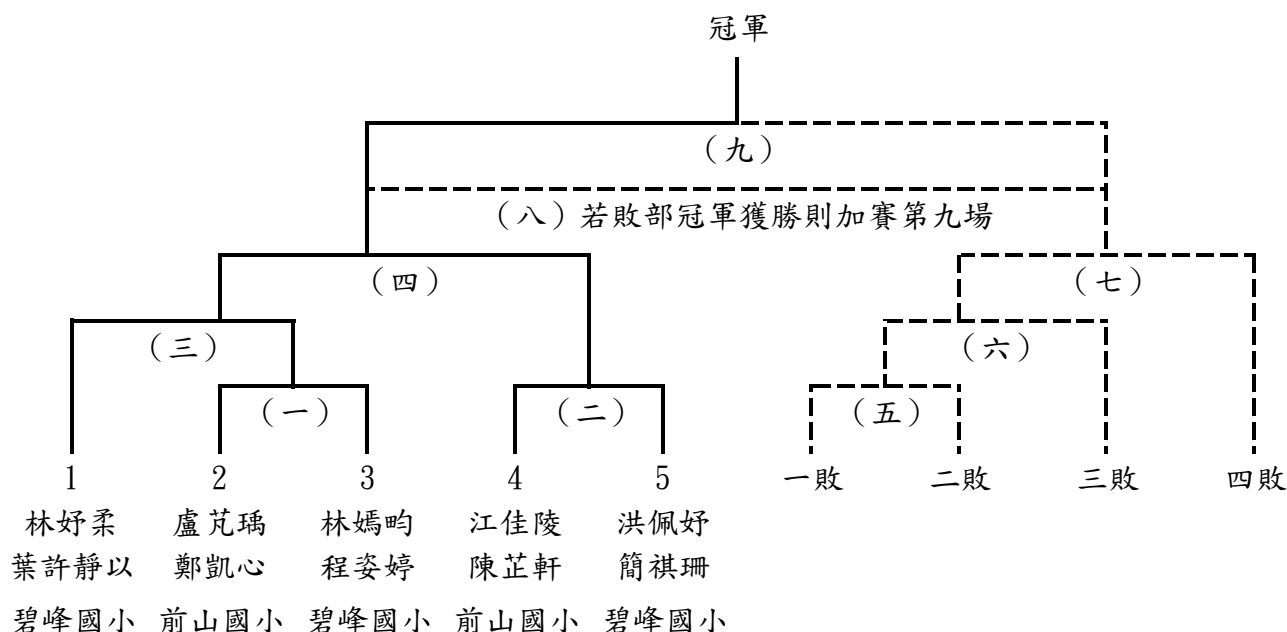 冠軍
（九）
（八）若敗部冠軍獲勝則加賽第九場
（四） （七）
（三） （六）
（一） （二） （五）
1 2 3 4 5 一敗 二敗 三敗 四敗
林妤柔 盧芃瑀 林嫣畇 江佳陵 洪佩妤
葉許靜以 鄭凱心 程姿婷 陳芷軒 簡祺珊
碧峰國小 前山國小 碧峰國小 前山國小 碧峰國小